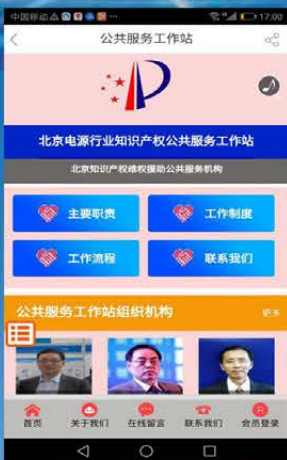 中国移动 17:00
公共服务工作站
北京电源行业知识产权公共服务工作站
北京知识产权维权援助公共服务机构
主要职责
工作制度
工作流程
联系我们
公共服务工作站组织机构 更多
首页 关于我们 在线留言 联系我们 会员登录